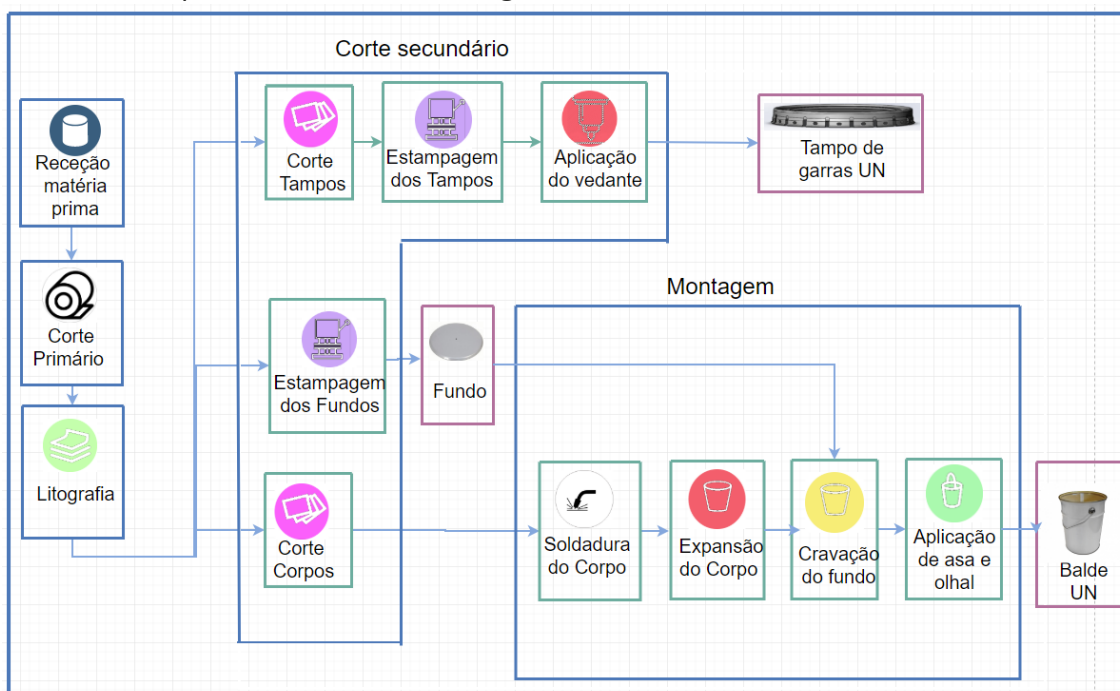 Corte secundário
Receção
matéria
prima
Corte
Primário
Litografia
Corte
Tampos
Estampagem
dos Tampos
Aplicação
do vedante
Tampo de
garras UN
Estampagem
dos Fundos
Fundo
Corte
Corpos
Montagem
Soldadura
do Corpo
Expansão
do Corpo
Cravação
do fundo
Aplicação
de asa e
olhal
Balde
UN